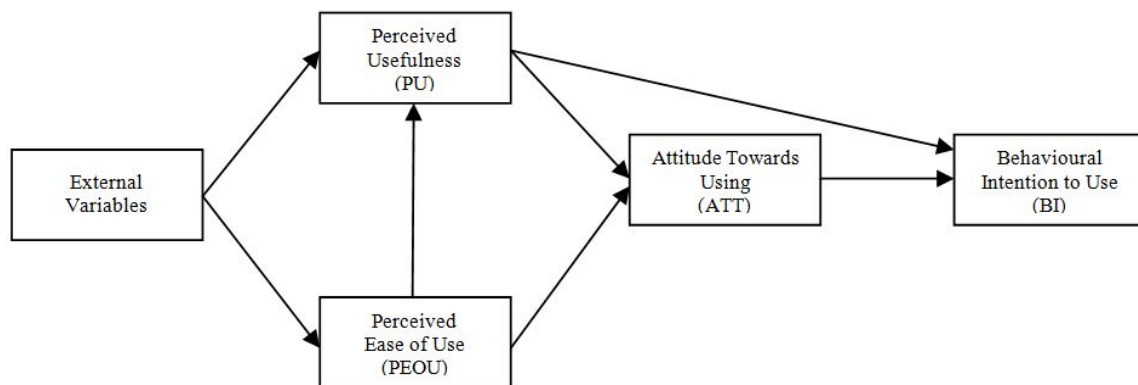 Perceived
Usefulness
(PU)
External
Variables
Attitude Towards
Using
(ATT)
Behavioural
Intention to Use
(BI)
Perceived
Ease of Use
(PEOU)